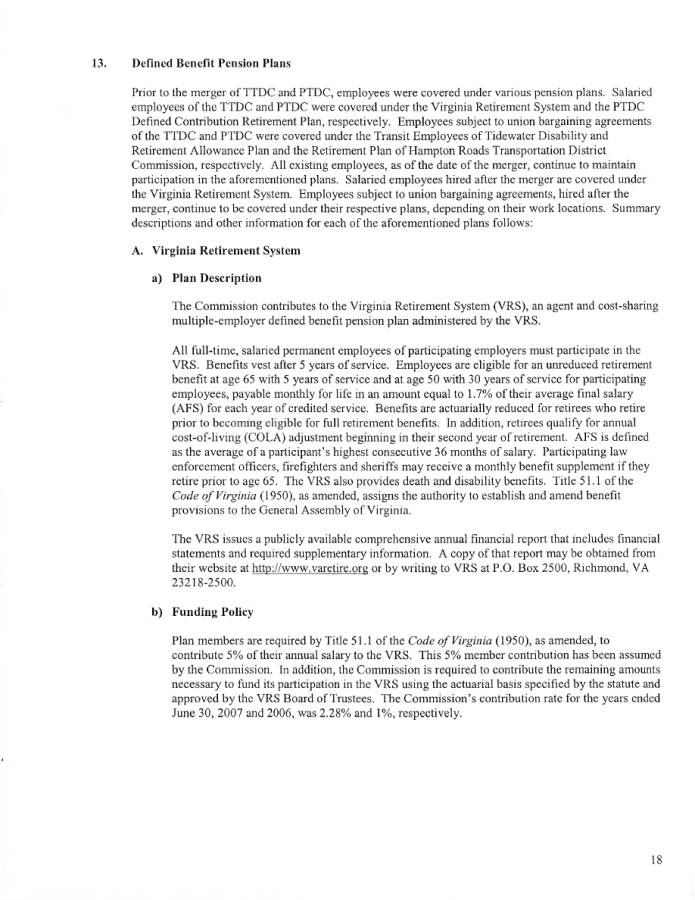 13. Defined Benefit Pension Plans
Prior to the merger of TTDC and PTDC, employees were covered under various pension plans. Salaried
employees of the TTDC and PTDC were covered under the Virginia Retirement System and the PTDC
Defined Contribution Retirement Plan, respectively. Employees subject to union bargaining agreements
of the TTDC and PTDC were covered under the Transit Employees of Tidewater Disability and
Retirement Allowance Plan and the Retirement Plan of Hampton Roads Transportation District
Commission, respectively. All existing employees, as of the date of the merger, continue to maintain
participation in the aforementioned plans. Salaried employees hired after the merger are covered under
the Virginia Retirement System. Employees subject to union bargaining agreements, hired after the
merger, continue to be covered under their respective plans, depending on their work locations. Summary
descriptions and other information for each of the aforementioned plans follows:
A. Virginia Retirement System
a) Plan Description
The Commission contributes to the Virginia Retirement System (VRS), an agent and cost-sharing
multiple-employer defined benefit pension plan administered by the VRS.
All full-time, salaried permanent employees of participating employers must participate in the
VRS. Benefits vest after 5 years of service. Employees are eligible for an unreduced retirement
benefit at age 65 with 5 years of service and at age 50 with 30 years of service for participating
employees, payable monthly for life in an amount equal to 1.7% of their average final salary
(AFS) for each year of credited service. Benefits are actuarially reduced for retirees who retire
prior to becoming eligible for full retirement benefits. In addition, retirees qualify for annual
cost-of-living (COLA) adjustment beginning in their second year of retirement. AFS is defined
as the average of a participant's highest consecutive 36 months of salary. Participating law
enforcement officers, firefighters and sheriffs may receive a monthly benefit supplement if they
retire prior to age 65. The VRS also provides death and disability benefits. Title 51.1 of the
Code of Virginia (1950), as amended, assigns the authority to establish and amend benefit
provisions to the General Assembly of Virginia.
The VRS issues a publicly available comprehensive annual financial report that includes financial
statements and required supplementary information. A copy of that report may be obtained from
their website at http://www.varetire.org or by writing to VRS at P.O. Box 2500, Richmond, VA
23218-2500.
b) Funding Policy
Plan members are required by Title 51.1 of the Code of Virginia (1950), as amended, to
contribute 5% of their annual salary to the VRS. This 5% member contribution has been assumed
by the Commission. In addition, the Commission is required to contribute the remaining amounts
necessary to fund its participation in the VRS using the actuarial basis specified by the statute and
approved by the VRS Board of Trustees. The Commission's contribution rate for the years ended
June 30, 2007 and 2006, was 2.28% and 1%, respectively.
18